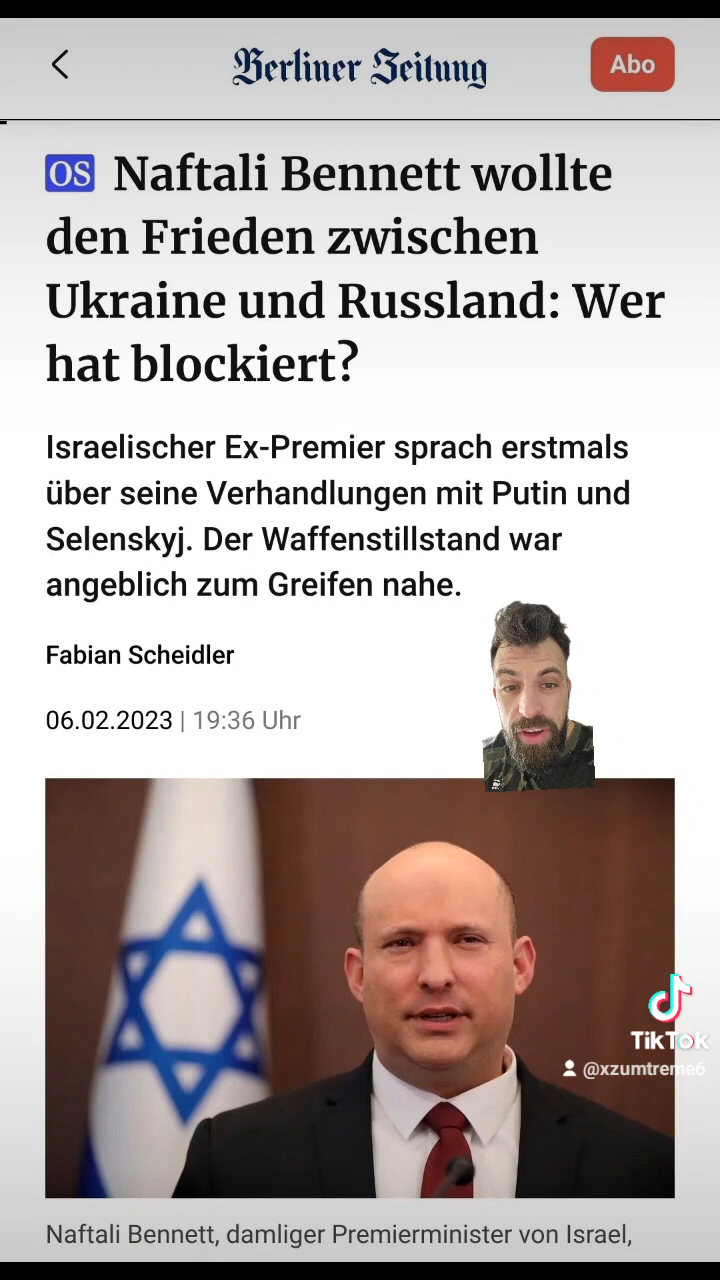 Berliner Zeitung
Abo
OS Naftali Bennett wollte
den Frieden zwischen
Ukraine und Russland: Wer
hat blockiert?
Israelischer Ex-Premier sprach erstmals
über seine Verhandlungen mit Putin und
Selenskyj. Der Waffenstillstand war
angeblich zum Greifen nahe.
Fabian Scheidler
06.02.2023 | 19:36 Uhr
TikTok
@xzumtreme6
Naftali Bennett, damliger Premierminister von Israel,